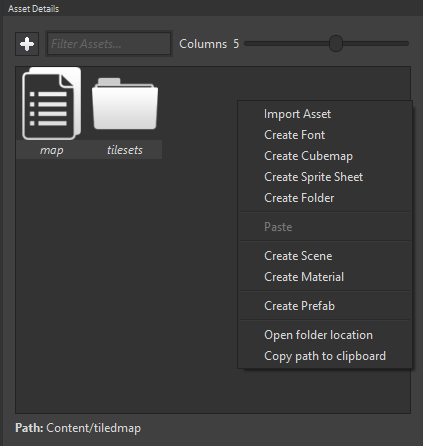 Asset Details
Filter Assets...
Columns 5
map
tilesets
Import Asset
Create Font
Create Cubemap
Create Sprite Sheet
Create Folder
Paste
Create Scene
Create Material
Create Prefab
Open folder location
Copy path to clipboard
Path: Content/tiledmap